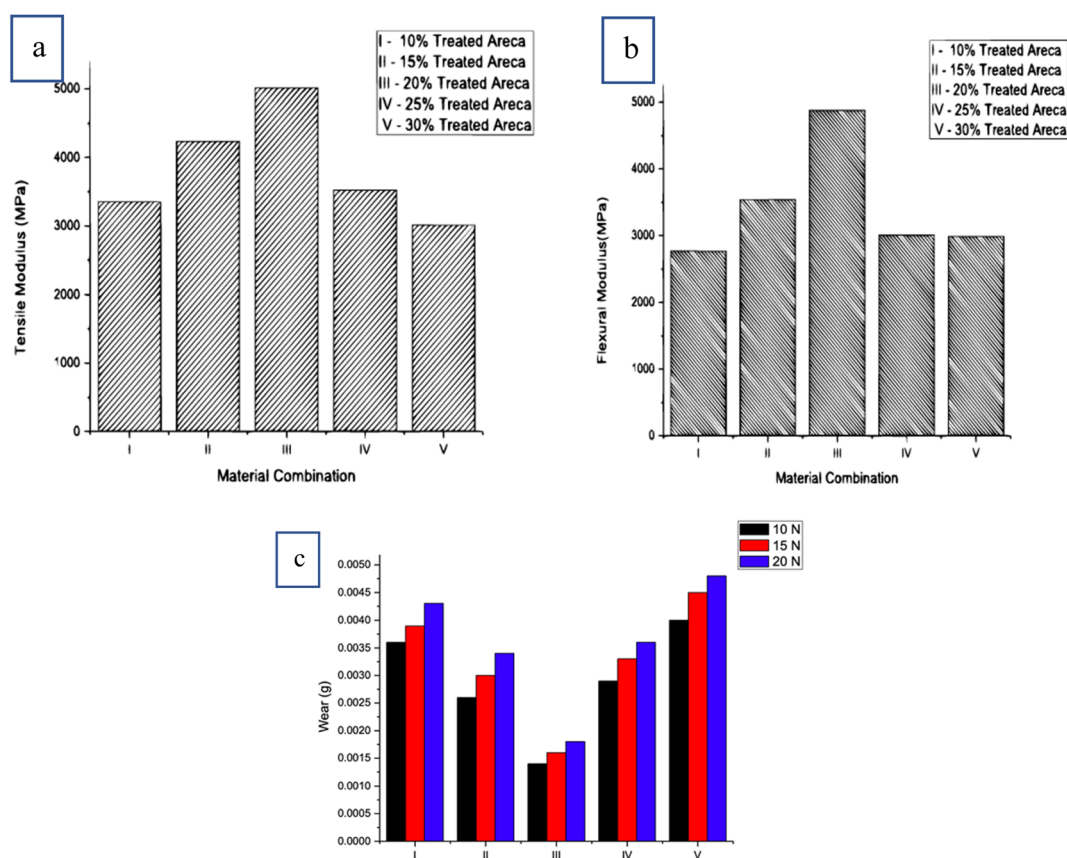 a
I - 10% Treated Areca
II - 15% Treated Areca
III - 20% Treated Areca
IV - 25% Treated Areca
V - 30% Treated Areca
5000
4000
3000
2000
1000
0
Tensile Modulus (MPa)
I II III IV V
Material Combination
b
I - 10% Treated Areca
II - 15% Treated Areca
III - 20% Treated Areca
IV - 25% Treated Areca
V - 30% Treated Areca
5000
4000
3000
2000
1000
0
Flexural Modulus(MPa)
I II III IV V
Material Combination
c
10 N
15 N
20 N
0.0050
0.0045
0.0040
0.0035
0.0030
0.0025
0.0020
0.0015
0.0010
0.0005
0.0000
Wear (g)
I II III IV V